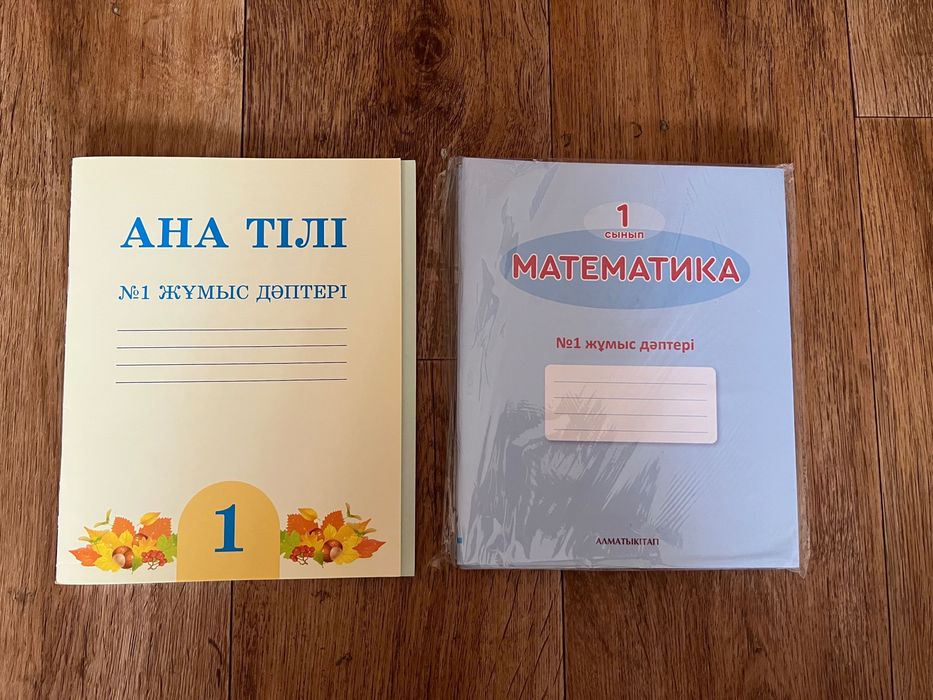 АНА ТІЛІ
№1 ЖҰМЫС ДӘПТЕРІ
1
1
СЫНЫП
МАТЕМАТИКА
№1 жұмыс дәптері
АЛМАТЫКІТАП